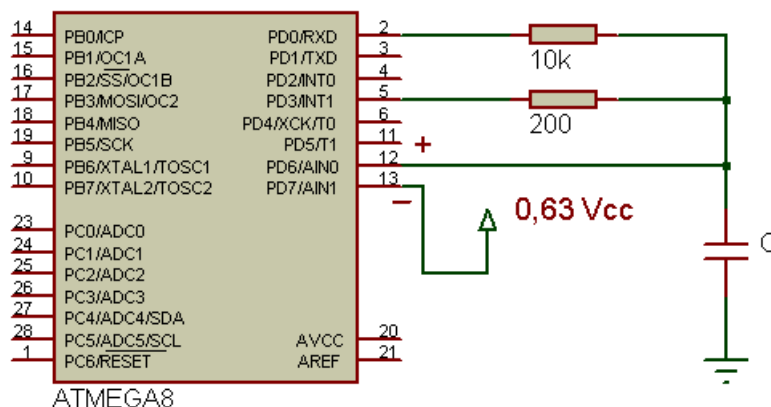 14 PB0/ICP PD0/RXD 2
15 PB1/OC1A PD1/TXD 3
16 PB2/SS/OC1B PD2/INT0 4
17 PB3/MOSI/OC2 PD3/INT1 5
18 PB4/MISO PD4/XCK/T0 6
19 PB5/SCK PD5/T1 11 +
9 PB6/XTAL1/TOSC1 PD6/AIN0 12
10 PB7/XTAL2/TOSC2 PD7/AIN1 13 −
10k
200
0,63 Vcc
C
23 PC0/ADC0
24 PC1/ADC1
25 PC2/ADC2
26 PC3/ADC3
27 PC4/ADC4/SDA
28 PC5/ADC5/SCL AVCC 20
1 PC6/RESET AREF 21
ATMEGA8